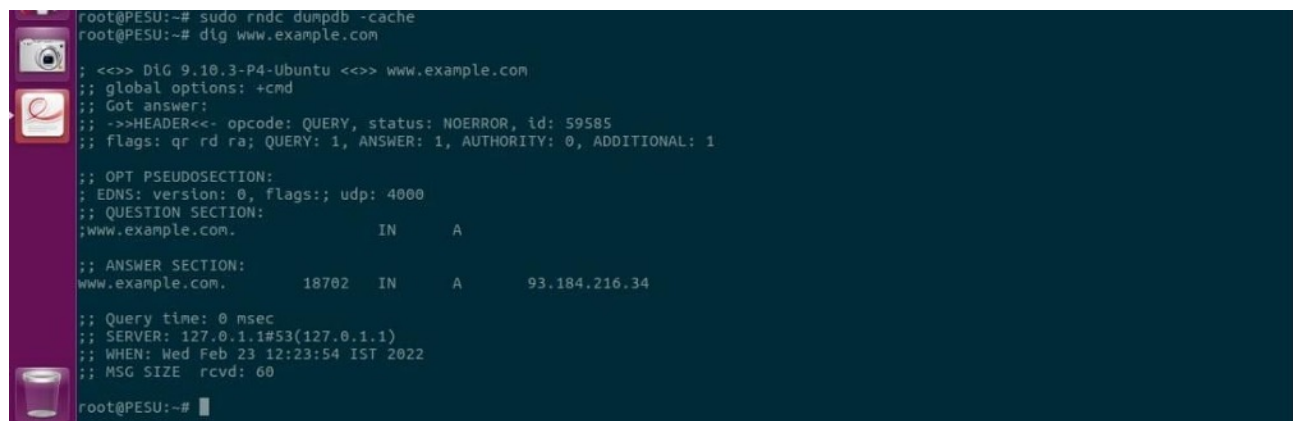 root@PESU:~# sudo rndc dumpdb -cache
root@PESU:~# dig www.example.com
; <<>> DiG 9.10.3-P4-Ubuntu <<>> www.example.com
;; global options: +cmd
;; Got answer:
;; ->>HEADER<<- opcode: QUERY, status: NOERROR, id: 59585
;; flags: qr rd ra; QUERY: 1, ANSWER: 1, AUTHORITY: 0, ADDITIONAL: 1
;; OPT PSEUDOSECTION:
; EDNS: version: 0, flags:; udp: 4000
;; QUESTION SECTION:
;www.example.com. IN A
;; ANSWER SECTION:
www.example.com. 18702 IN A 93.184.216.34
;; Query time: 0 msec
;; SERVER: 127.0.1.1#53(127.0.1.1)
;; WHEN: Wed Feb 23 12:23:54 IST 2022
;; MSG SIZE rcvd: 60
root@PESU:~#